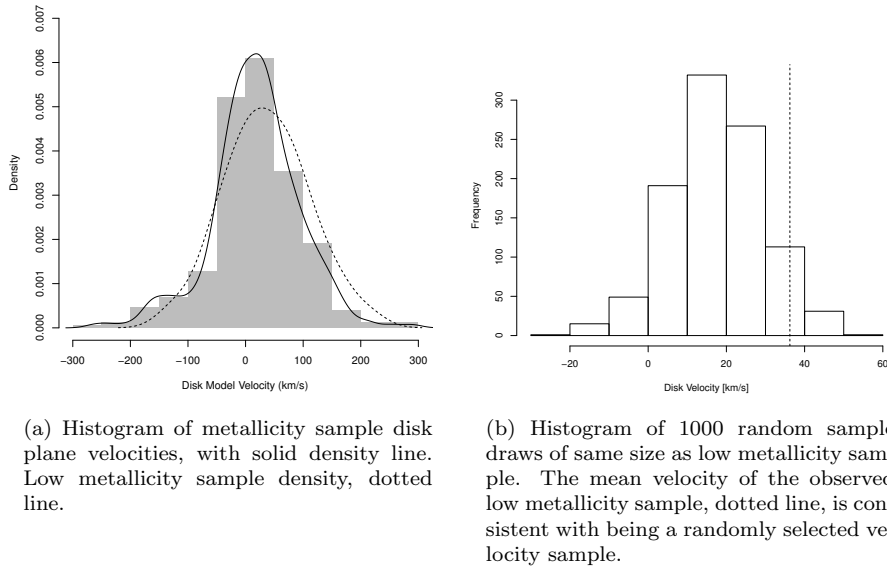 0.007
0.006
0.005
0.004
0.003
0.002
0.001
0.000
Density
−300 −200 −100 0 100 200 300
Disk Model Velocity (km/s)
300
250
200
150
100
50
0
Frequency
−20 0 20 40 60
Disk Velocity [km/s]
(a) Histogram of metallicity sample disk
plane velocities, with solid density line.
Low metallicity sample density, dotted
line.
(b) Histogram of 1000 random sample
draws of same size as low metallicity sam
ple. The mean velocity of the observed
low metallicity sample, dotted line, is con
sistent with being a randomly selected ve
locity sample.